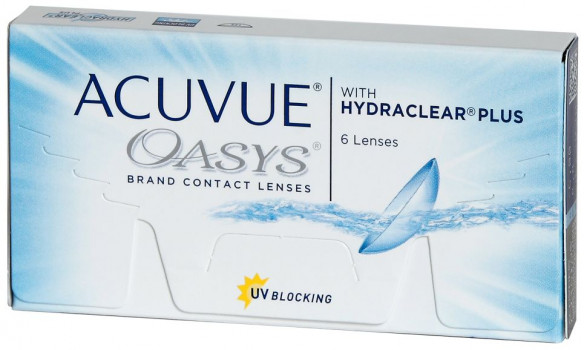 ACUVUE®
OASYS®
BRAND CONTACT LENSES
WITH
HYDRACLEAR® PLUS
6 Lenses
UV BLOCKING